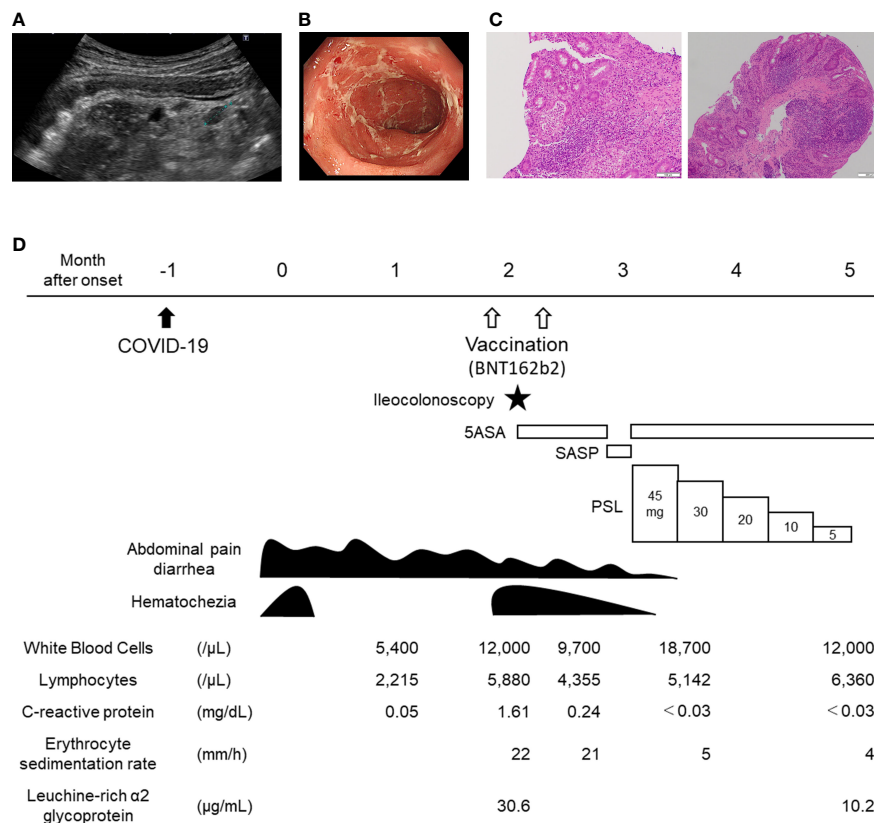 A
B
C
D
Month
after onset
-1
0
1
2
3
4
5
COVID-19
Vaccination
(BNT162b2)
Ileocolonoscopy
5ASA
SASP
PSL
45
mg
30
20
10
5
Abdominal pain
diarrhea
Hematochezia
White Blood Cells (/μL) 5,400 12,000 9,700 18,700 12,000
Lymphocytes (/μL) 2,215 5,880 4,355 5,142 6,360
C-reactive protein (mg/dL) 0.05 1.61 0.24 <0.03 <0.03
Erythrocyte
sedimentation rate (mm/h) 22 21 5 4
Leuchine-rich α2
glycoprotein (μg/mL) 30.6 10.2